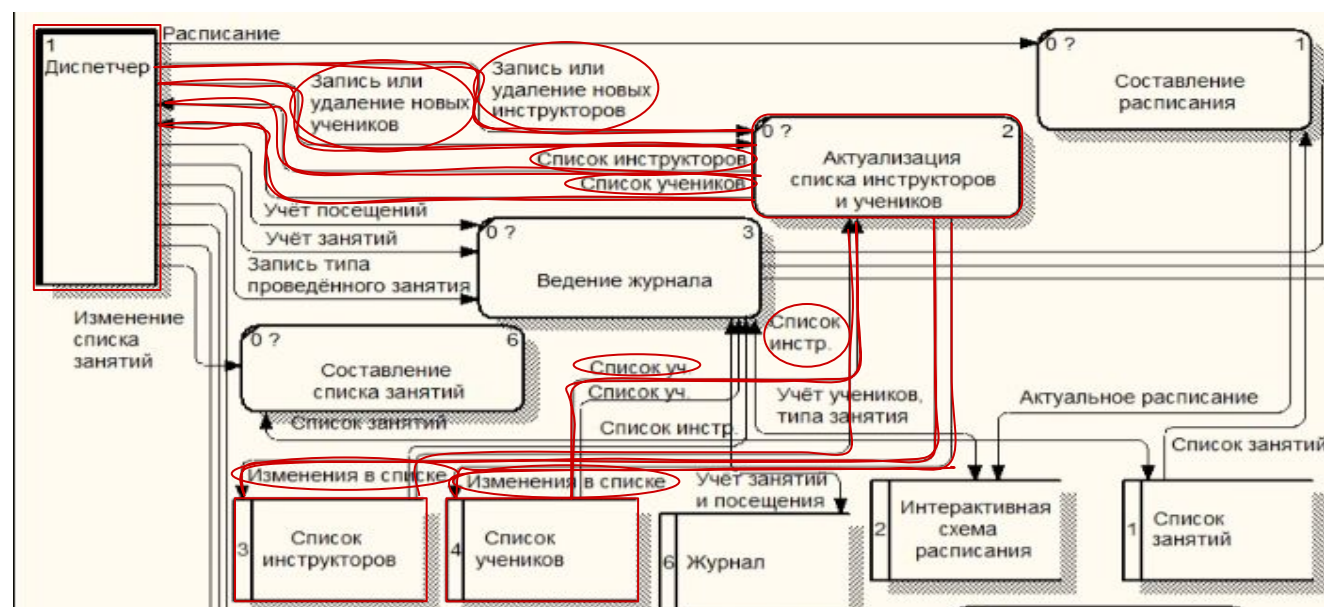 Расписание
1
Диспетчер
0 ?
1
Составление
расписания
Запись или
удаление новых
учеников
Запись или
удаление новых
инструкторов
0 ?
2
Актуализация
списка инструкторов
и учеников
Список инструкторов
Список учеников
Учёт посещений
Учёт занятий
Запись типа
проведённого занятия
0 ?
3
Ведение журнала
Изменение
списка
занятий
0 ?
6
Составление
списка занятий
Список
инстр.
Список уч.
Список уч.
Учёт учеников,
типа занятия
Актуальное расписание
Список занятий
Список инстр.
Список занятий
Изменения в списке
Изменения в списке
Учёт занятий
и посещения
3
Список
инструкторов
4
Список
учеников
6
Журнал
2
Интерактивная
схема
расписания
1
Список
занятий